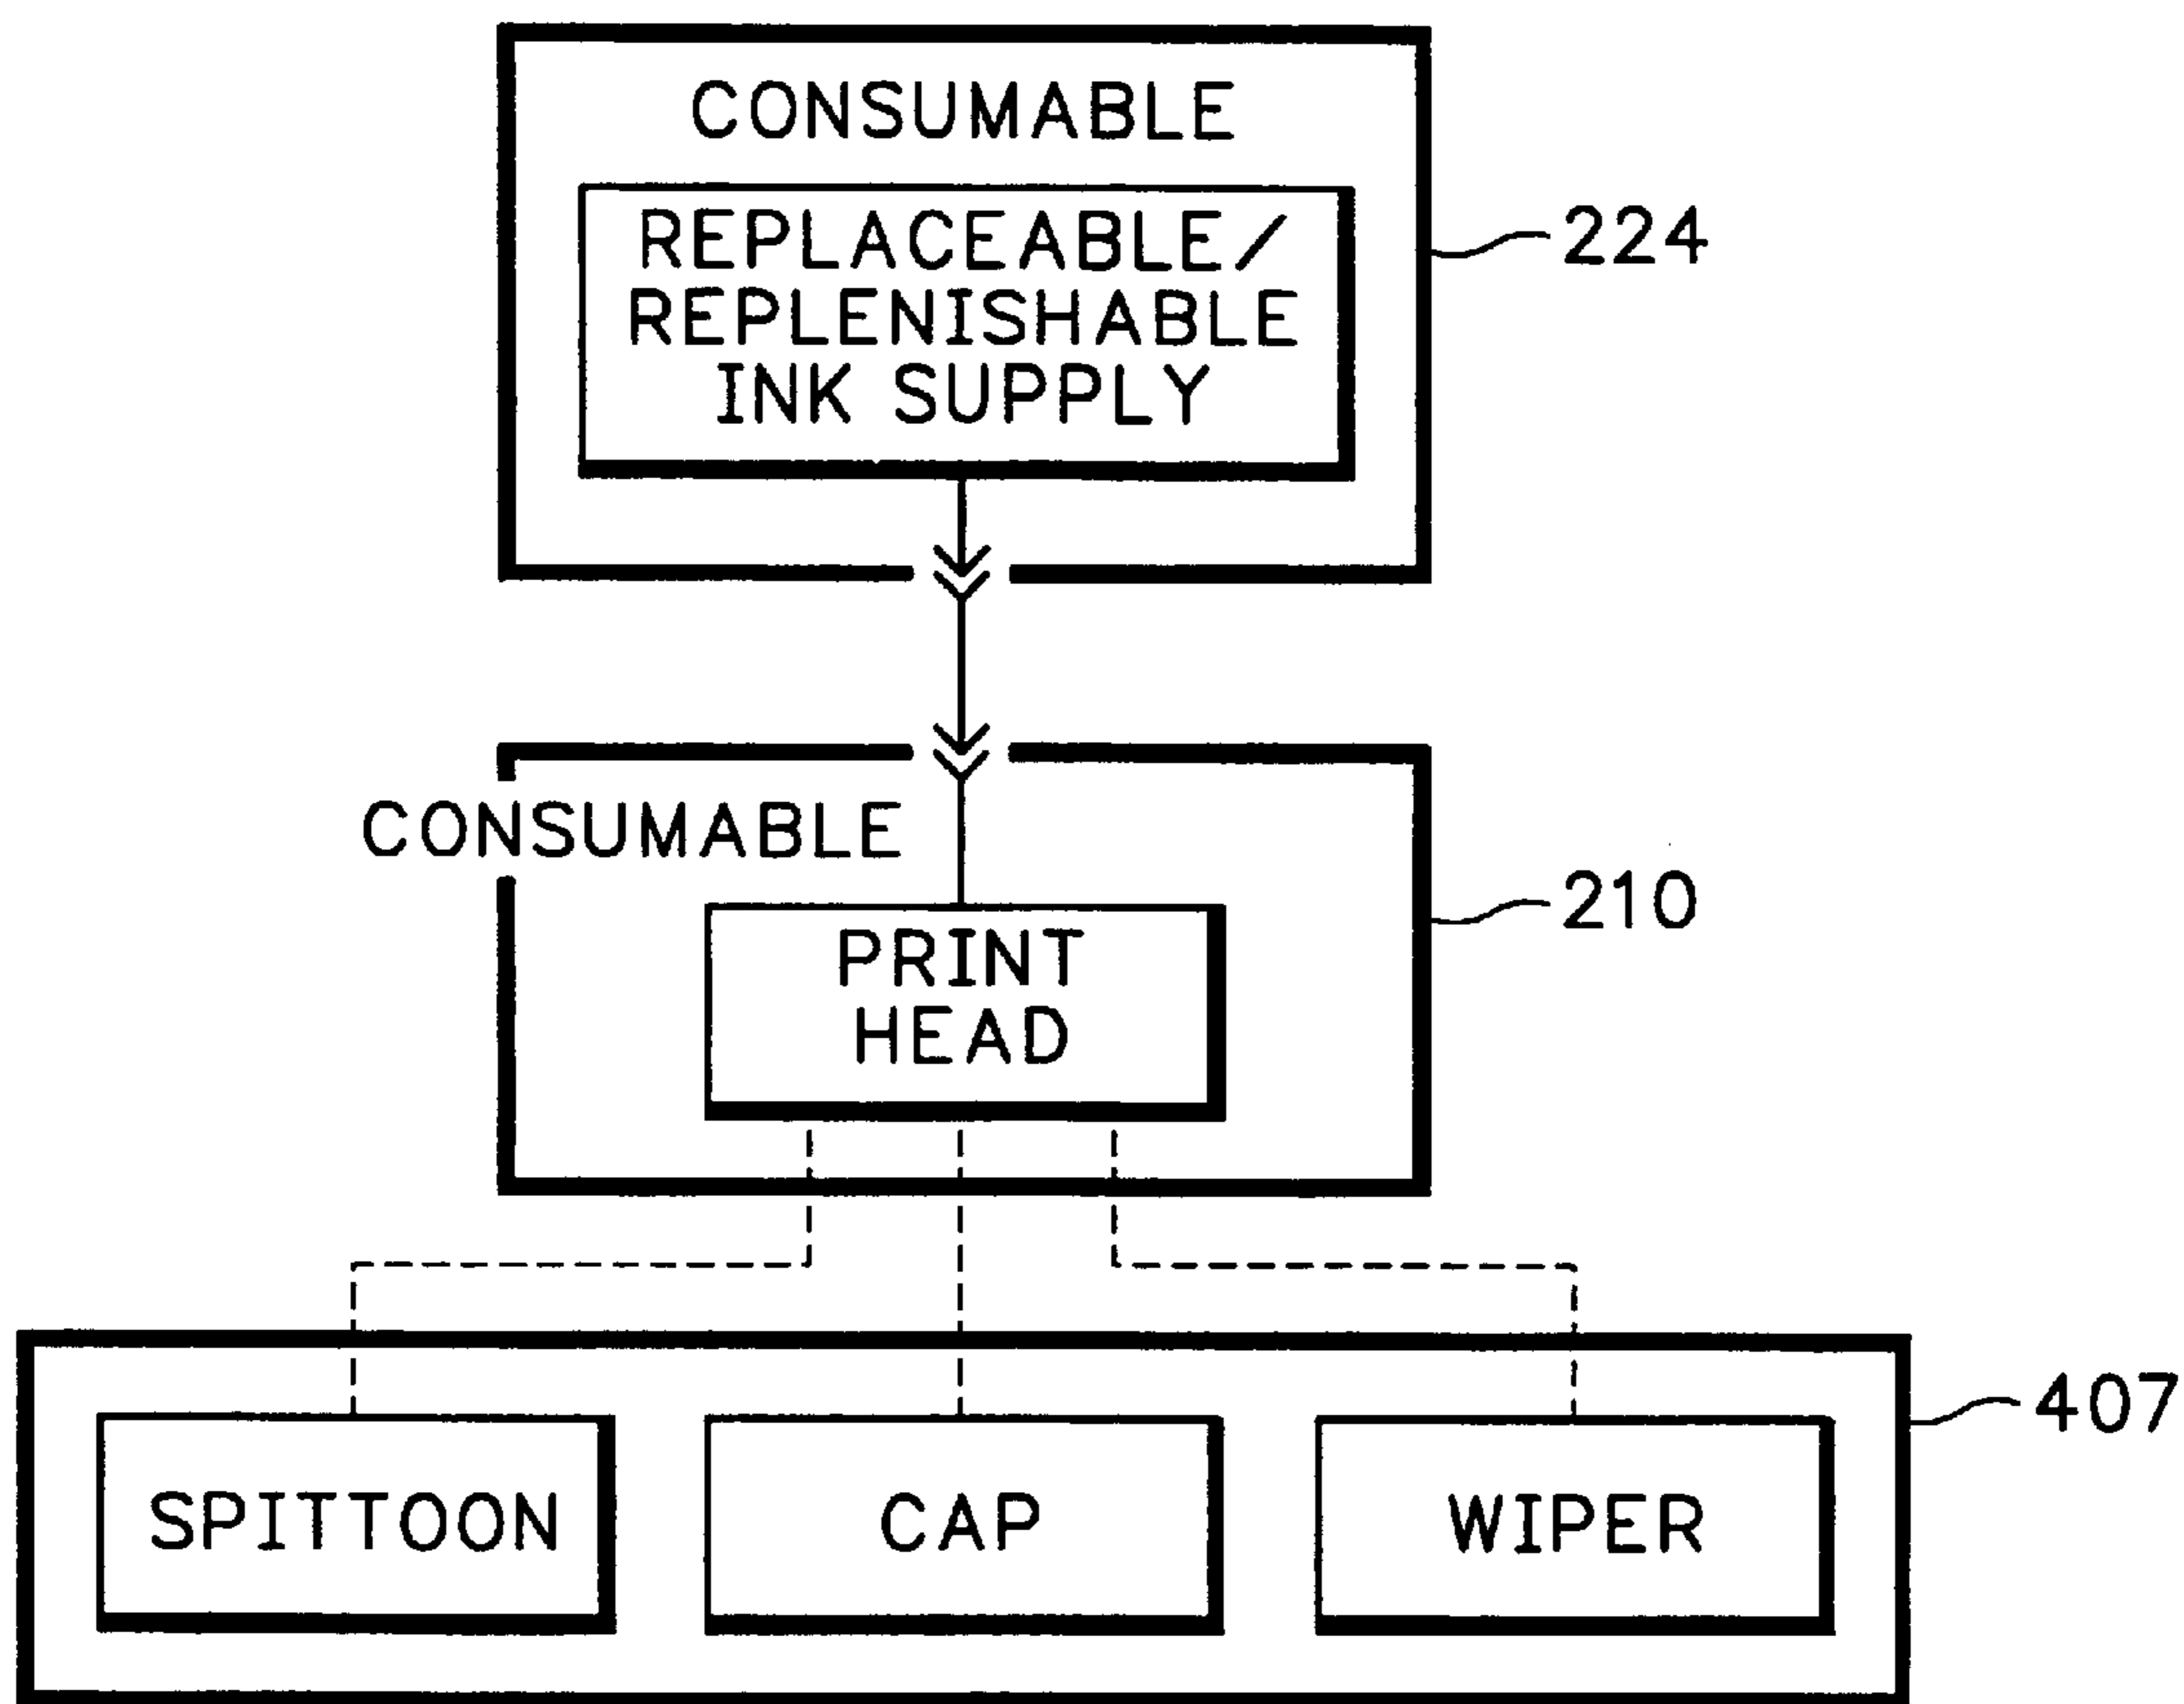 CONSUMABLE
REPLACEABLE/
REPLENISHABLE
INK SUPPLY
224
CONSUMABLE
210
PRINT
HEAD
407
SPITTOON CAP WIPER